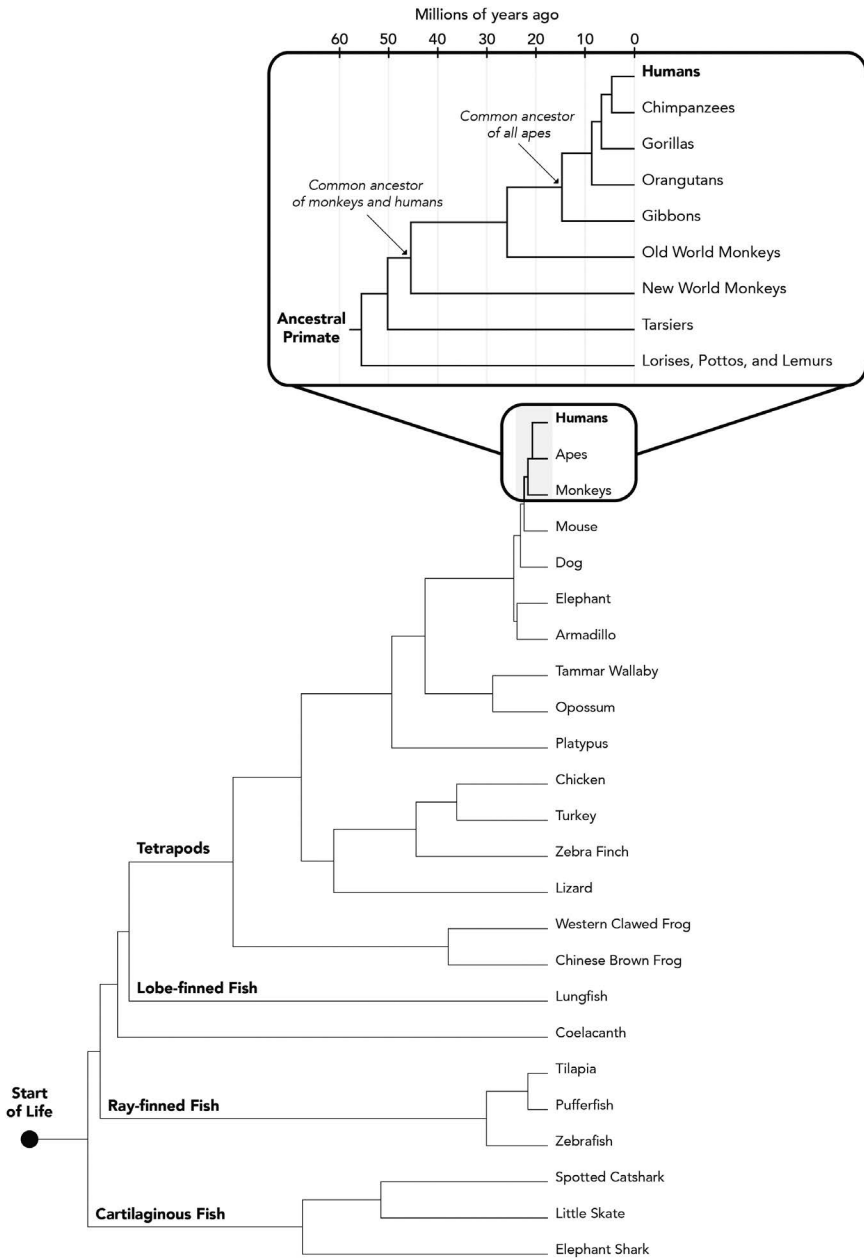 Millions of years ago
60 50 40 30 20 10 0
Humans
Chimpanzees
Common ancestor
of all apes
Gorillas
Orangutans
Common ancestor
of monkeys and humans
Gibbons
Old World Monkeys
New World Monkeys
Ancestral
Primate
Tarsiers
Lorises, Pottos, and Lemurs
Humans
Apes
Monkeys
Mouse
Dog
Elephant
Armadillo
Tammar Wallaby
Opossum
Platypus
Chicken
Turkey
Tetrapods
Zebra Finch
Lizard
Western Clawed Frog
Chinese Brown Frog
Lobe-finned Fish
Lungfish
Coelacanth
Tilapia
Start
of Life
Ray-finned Fish
Pufferfish
Zebrafish
Spotted Catshark
Cartilaginous Fish
Little Skate
Elephant Shark